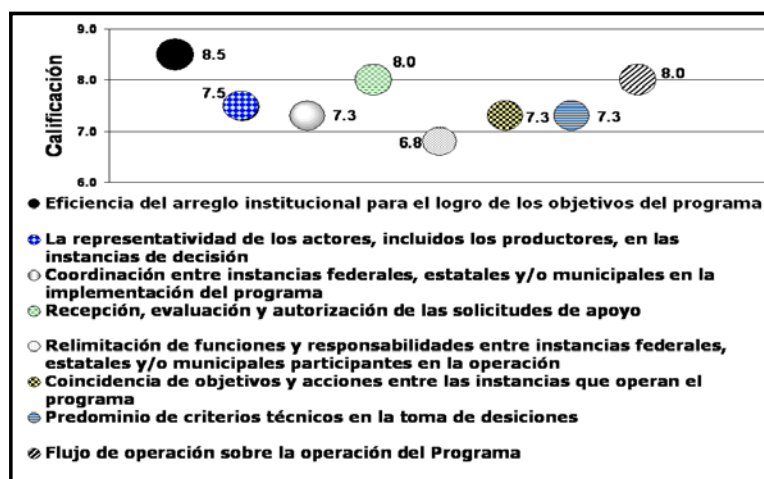 9.0
8.0
7.0
6.0
Calificación
8.5
7.5
7.3
8.0
6.8
7.3
7.3
8.0
Eficiencia del arreglo institucional para el logro de los objetivos del programa
La representatividad de los actores, incluidos los productores, en las
instancias de decisión
Coordinación entre instancias federales, estatales y/o municipales en la
implementación del programa
Recepción, evaluación y autorización de las solicitudes de apoyo
Relimitación de funciones y responsabilidades entre instancias federales,
estatales y/o municipales participantes en la operación
Coincidencia de objetivos y acciones entre las instancias que operan el
programa
Predominio de criterios técnicos en la toma de desiciones
Flujo de operación sobre la operación del Programa